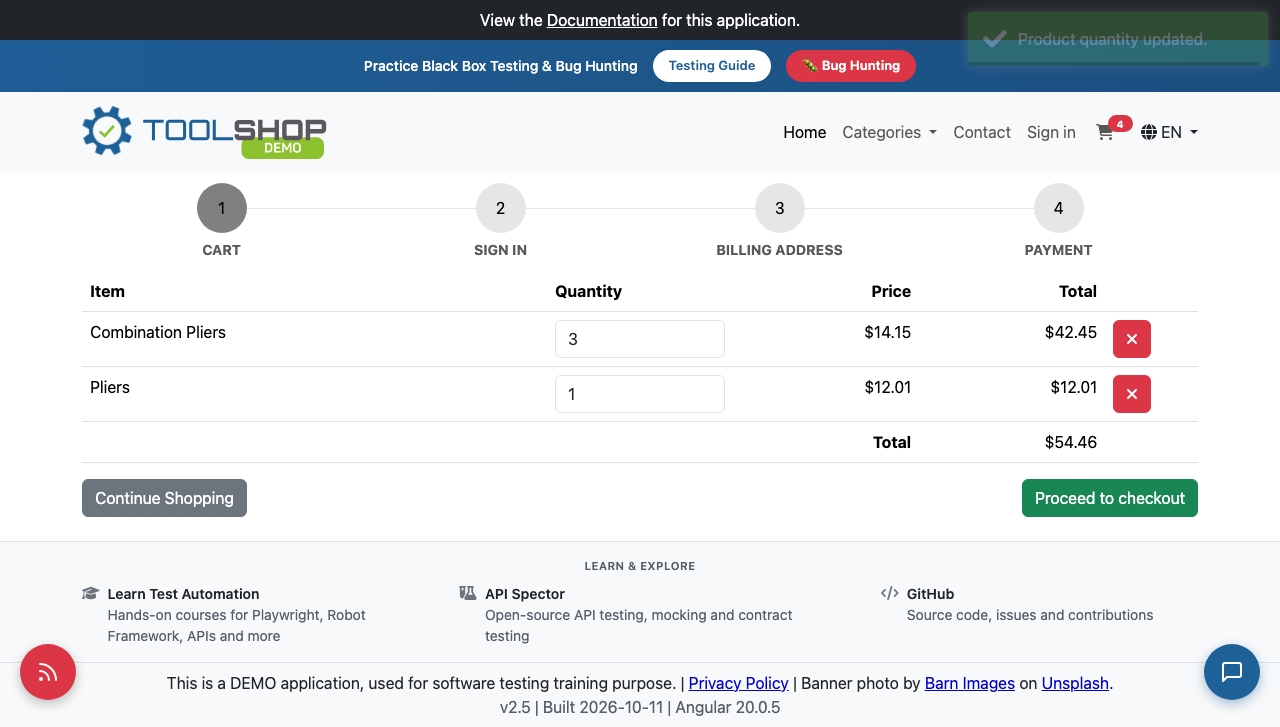 View the Documentation for this application.
Product quantity updated.
Practice Black Box Testing & Bug Hunting
Testing Guide
Bug Hunting
TOOLSHOP
DEMO
Home
Categories
Contact
Sign in
4
EN
1
2
3
4
CART
SIGN IN
BILLING ADDRESS
PAYMENT
Item Quantity Price Total
Combination Pliers 3 $14.15 $42.45
Pliers 1 $12.01 $12.01
Total $54.46
Continue Shopping
Proceed to checkout
LEARN & EXPLORE
Learn Test Automation
Hands-on courses for Playwright, Robot
Framework, APIs and more
API Spector
Open-source API testing, mocking and contract
testing
GitHub
Source code, issues and contributions
This is a DEMO application, used for software testing training purpose. | Privacy Policy | Banner photo by Barn Images on Unsplash.
v2.5 | Built 2026-10-11 | Angular 20.0.5